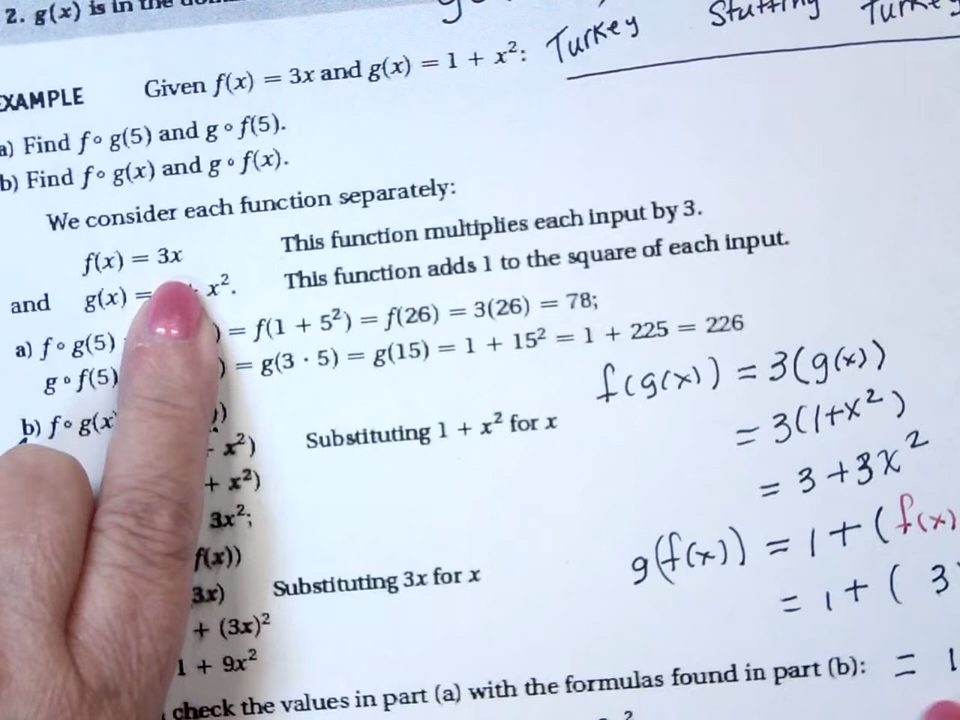 2. g(x) is in the
Turkey Stuffing Turkey
EXAMPLE Given f(x) = 3x and g(x) = 1 + x²:
a) Find f∘g(5) and g∘f(5).
b) Find f∘g(x) and g∘f(x).
We consider each function separately:
f(x) = 3x This function multiplies each input by 3.
and g(x) = x². This function adds 1 to the square of each input.
a) f∘g(5) ) = f(1 + 5²) = f(26) = 3(26) = 78;
g∘f(5) ) = g(3 · 5) = g(15) = 1 + 15² = 1 + 225 = 226
f(g(x)) = 3(g(x))
b) f∘g(x ))
x²) Substituting 1 + x² for x
= 3(1+x²)
+ x²)
= 3+3x²
3x²;
f(x))
g(f(x)) = 1+(f(x)
3x) Substituting 3x for x
= 1+( 3
+ (3x)²
1 + 9x²
check the values in part (a) with the formulas found in part (b):
= 1
2